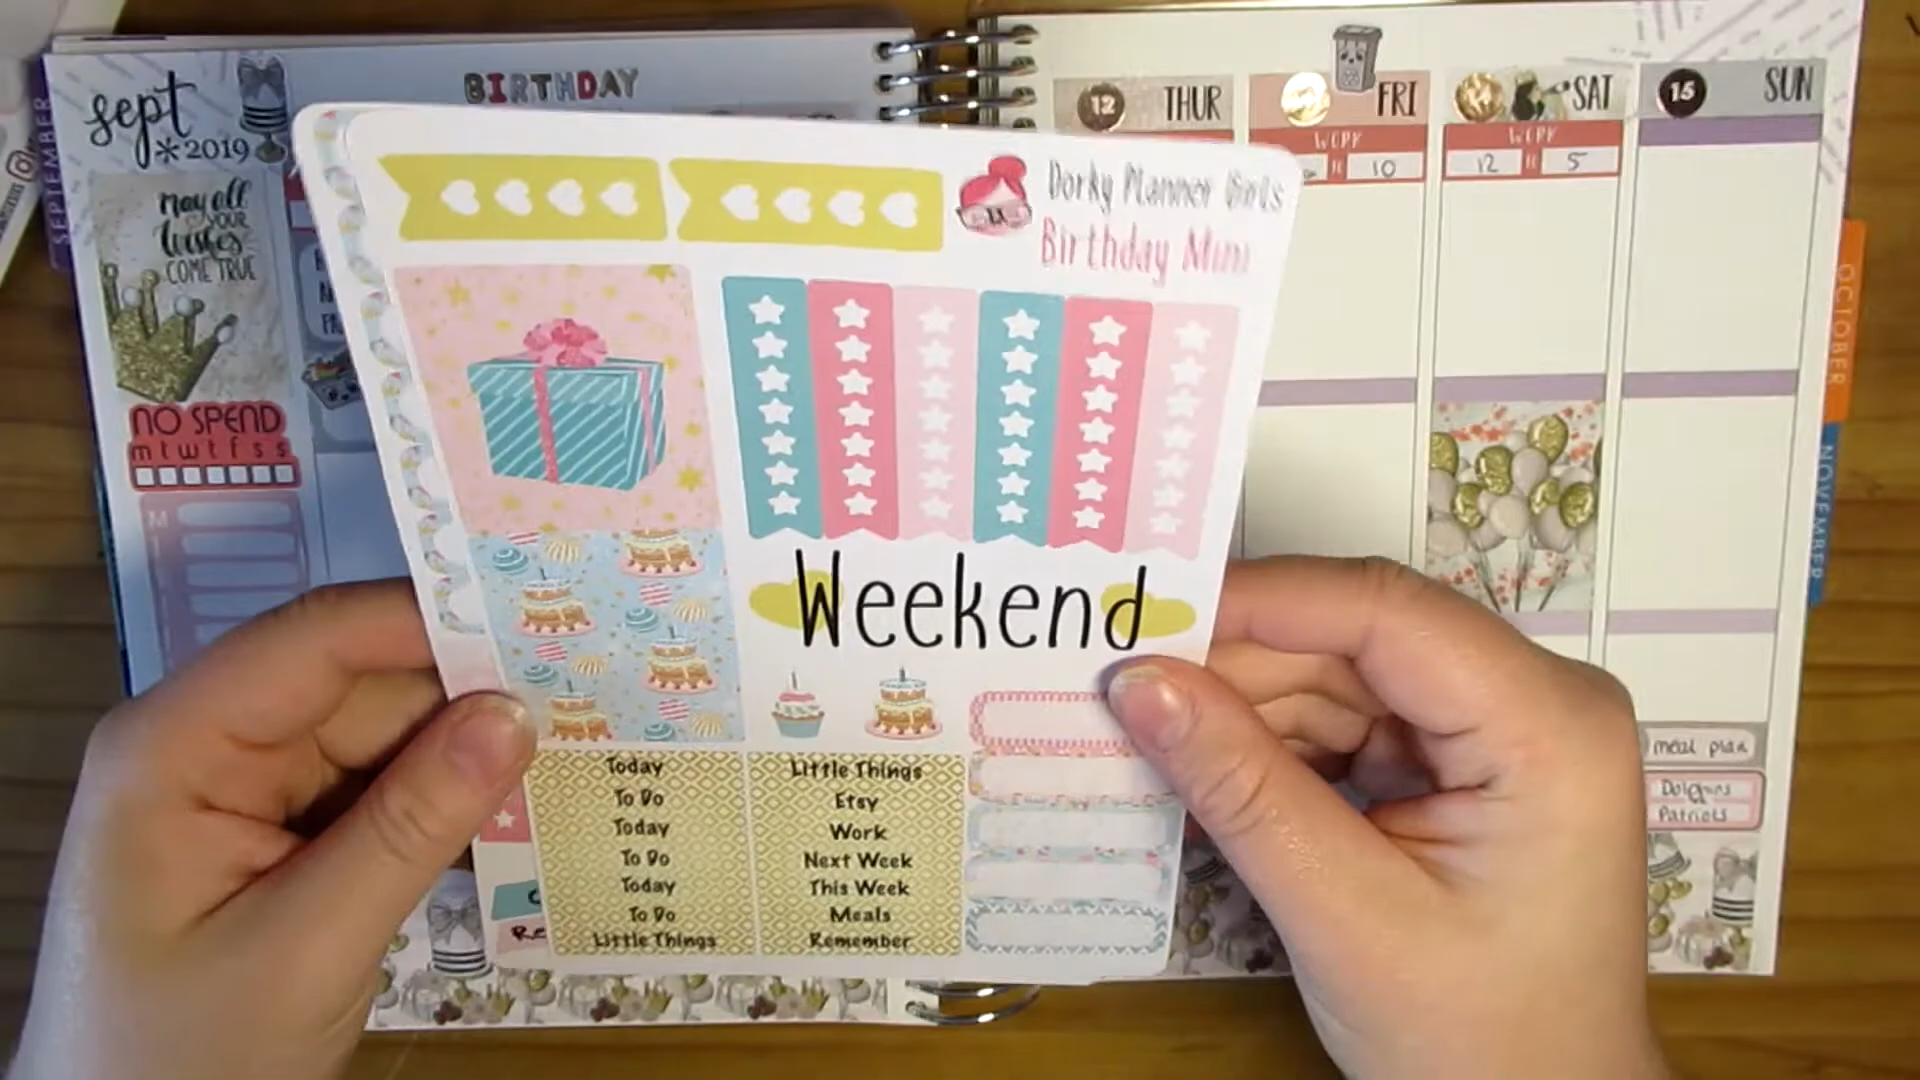 sept
*2019
BIRTHDAY
SEPTEMBER
may all
YOUR
wishes
COME TRUE
NO SPEND
m t w t f s s
M
Dorky Planner Girls
Birthday Mini
Weekend
Today
To Do
Today
To Do
Today
To Do
Little Things
Little Things
Etsy
Work
Next Week
This Week
Meals
Remember
12 THUR
FRI
SAT
15 SUN
WORK
10
WORK
12 5
OCTOBER
NOVEMBER
meal plan
Dolphins
Patriots